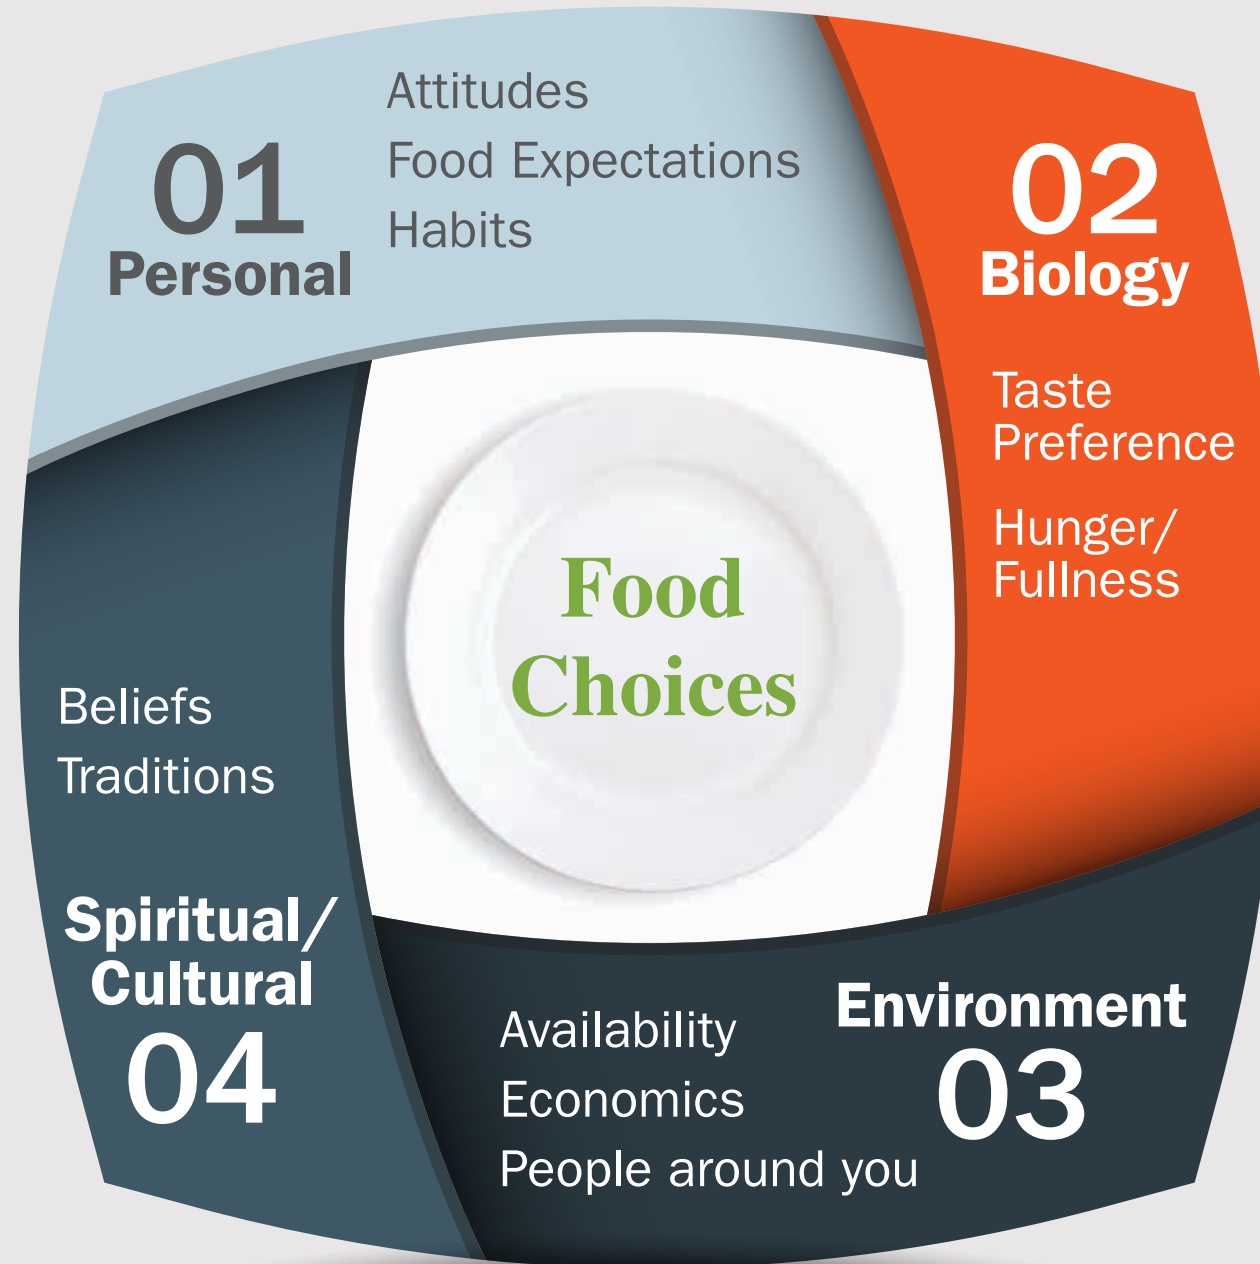 01
Personal
Attitudes
Food Expectations
Habits
02
Biology
Taste
Preference
Hunger/
Fullness
Food
Choices
Environment
03
Availability
Economics
People around you
Beliefs
Traditions
Spiritual/
Cultural
04